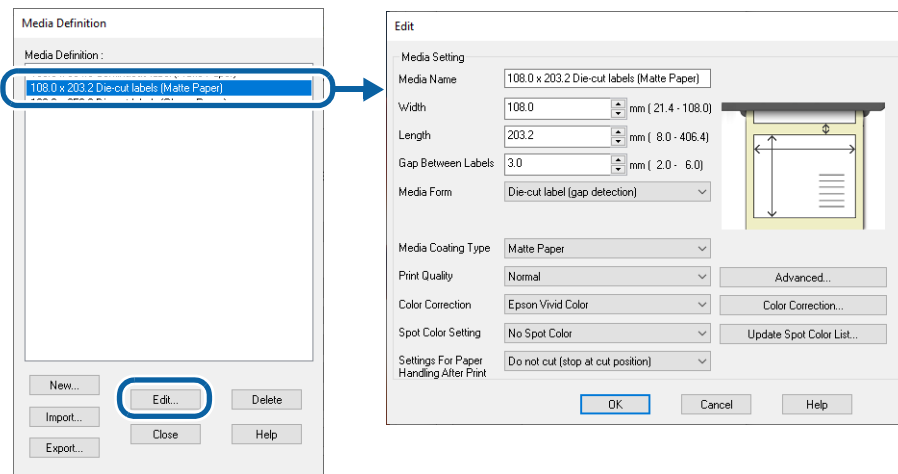 Media Definition
Media Definition :
108.0 x 203.2 Die-cut labels (Matte Paper)
New...
Edit...
Delete
Import...
Close
Help
Export...
Edit
Media Setting
Media Name
108.0 x 203.2 Die-cut labels (Matte Paper)
Width
108.0
mm ( 21.4 - 108.0)
Length
203.2
mm ( 8.0 - 406.4)
Gap Between Labels
3.0
mm ( 2.0 - 6.0)
Media Form
Die-cut label (gap detection)
Media Coating Type
Matte Paper
Print Quality
Normal
Advanced...
Color Correction
Epson Vivid Color
Color Correction...
Spot Color Setting
No Spot Color
Update Spot Color List...
Settings For Paper
Handling After Print
Do not cut (stop at cut position)
OK
Cancel
Help